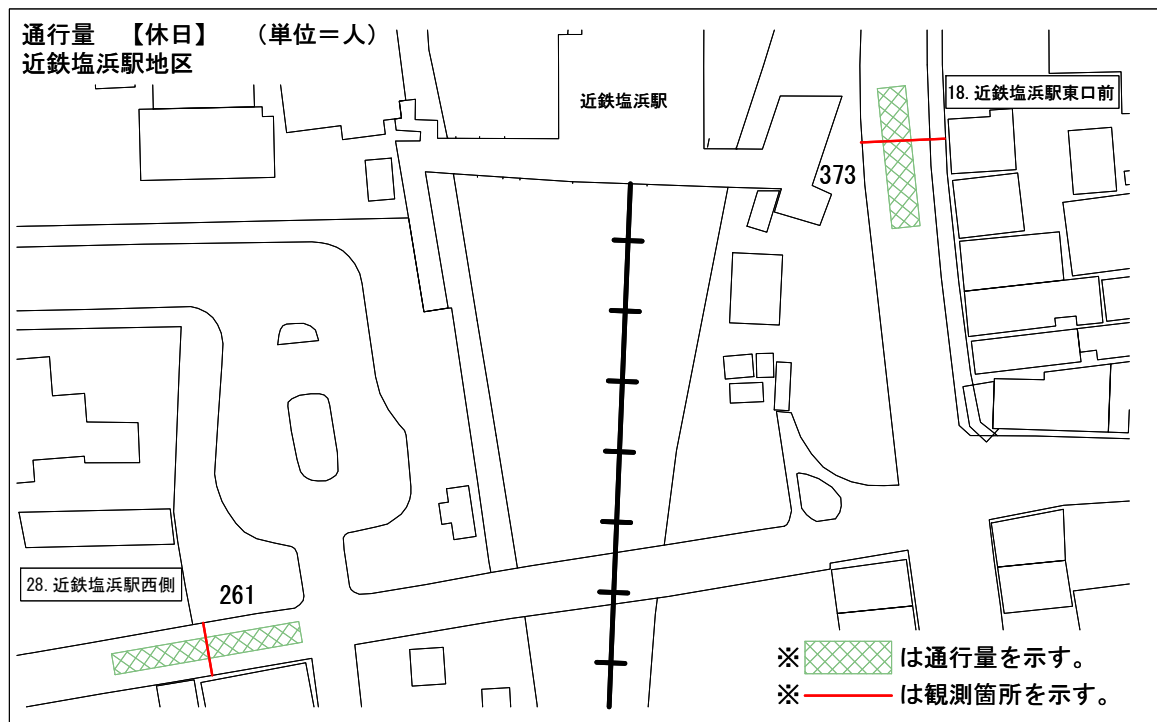 通行量 【休日】 (単位=人)
近鉄塩浜駅地区
近鉄塩浜駅
18.近鉄塩浜駅東口前
373
28.近鉄塩浜駅西側
261
※ は通行量を示す。
※ は観測箇所を示す。